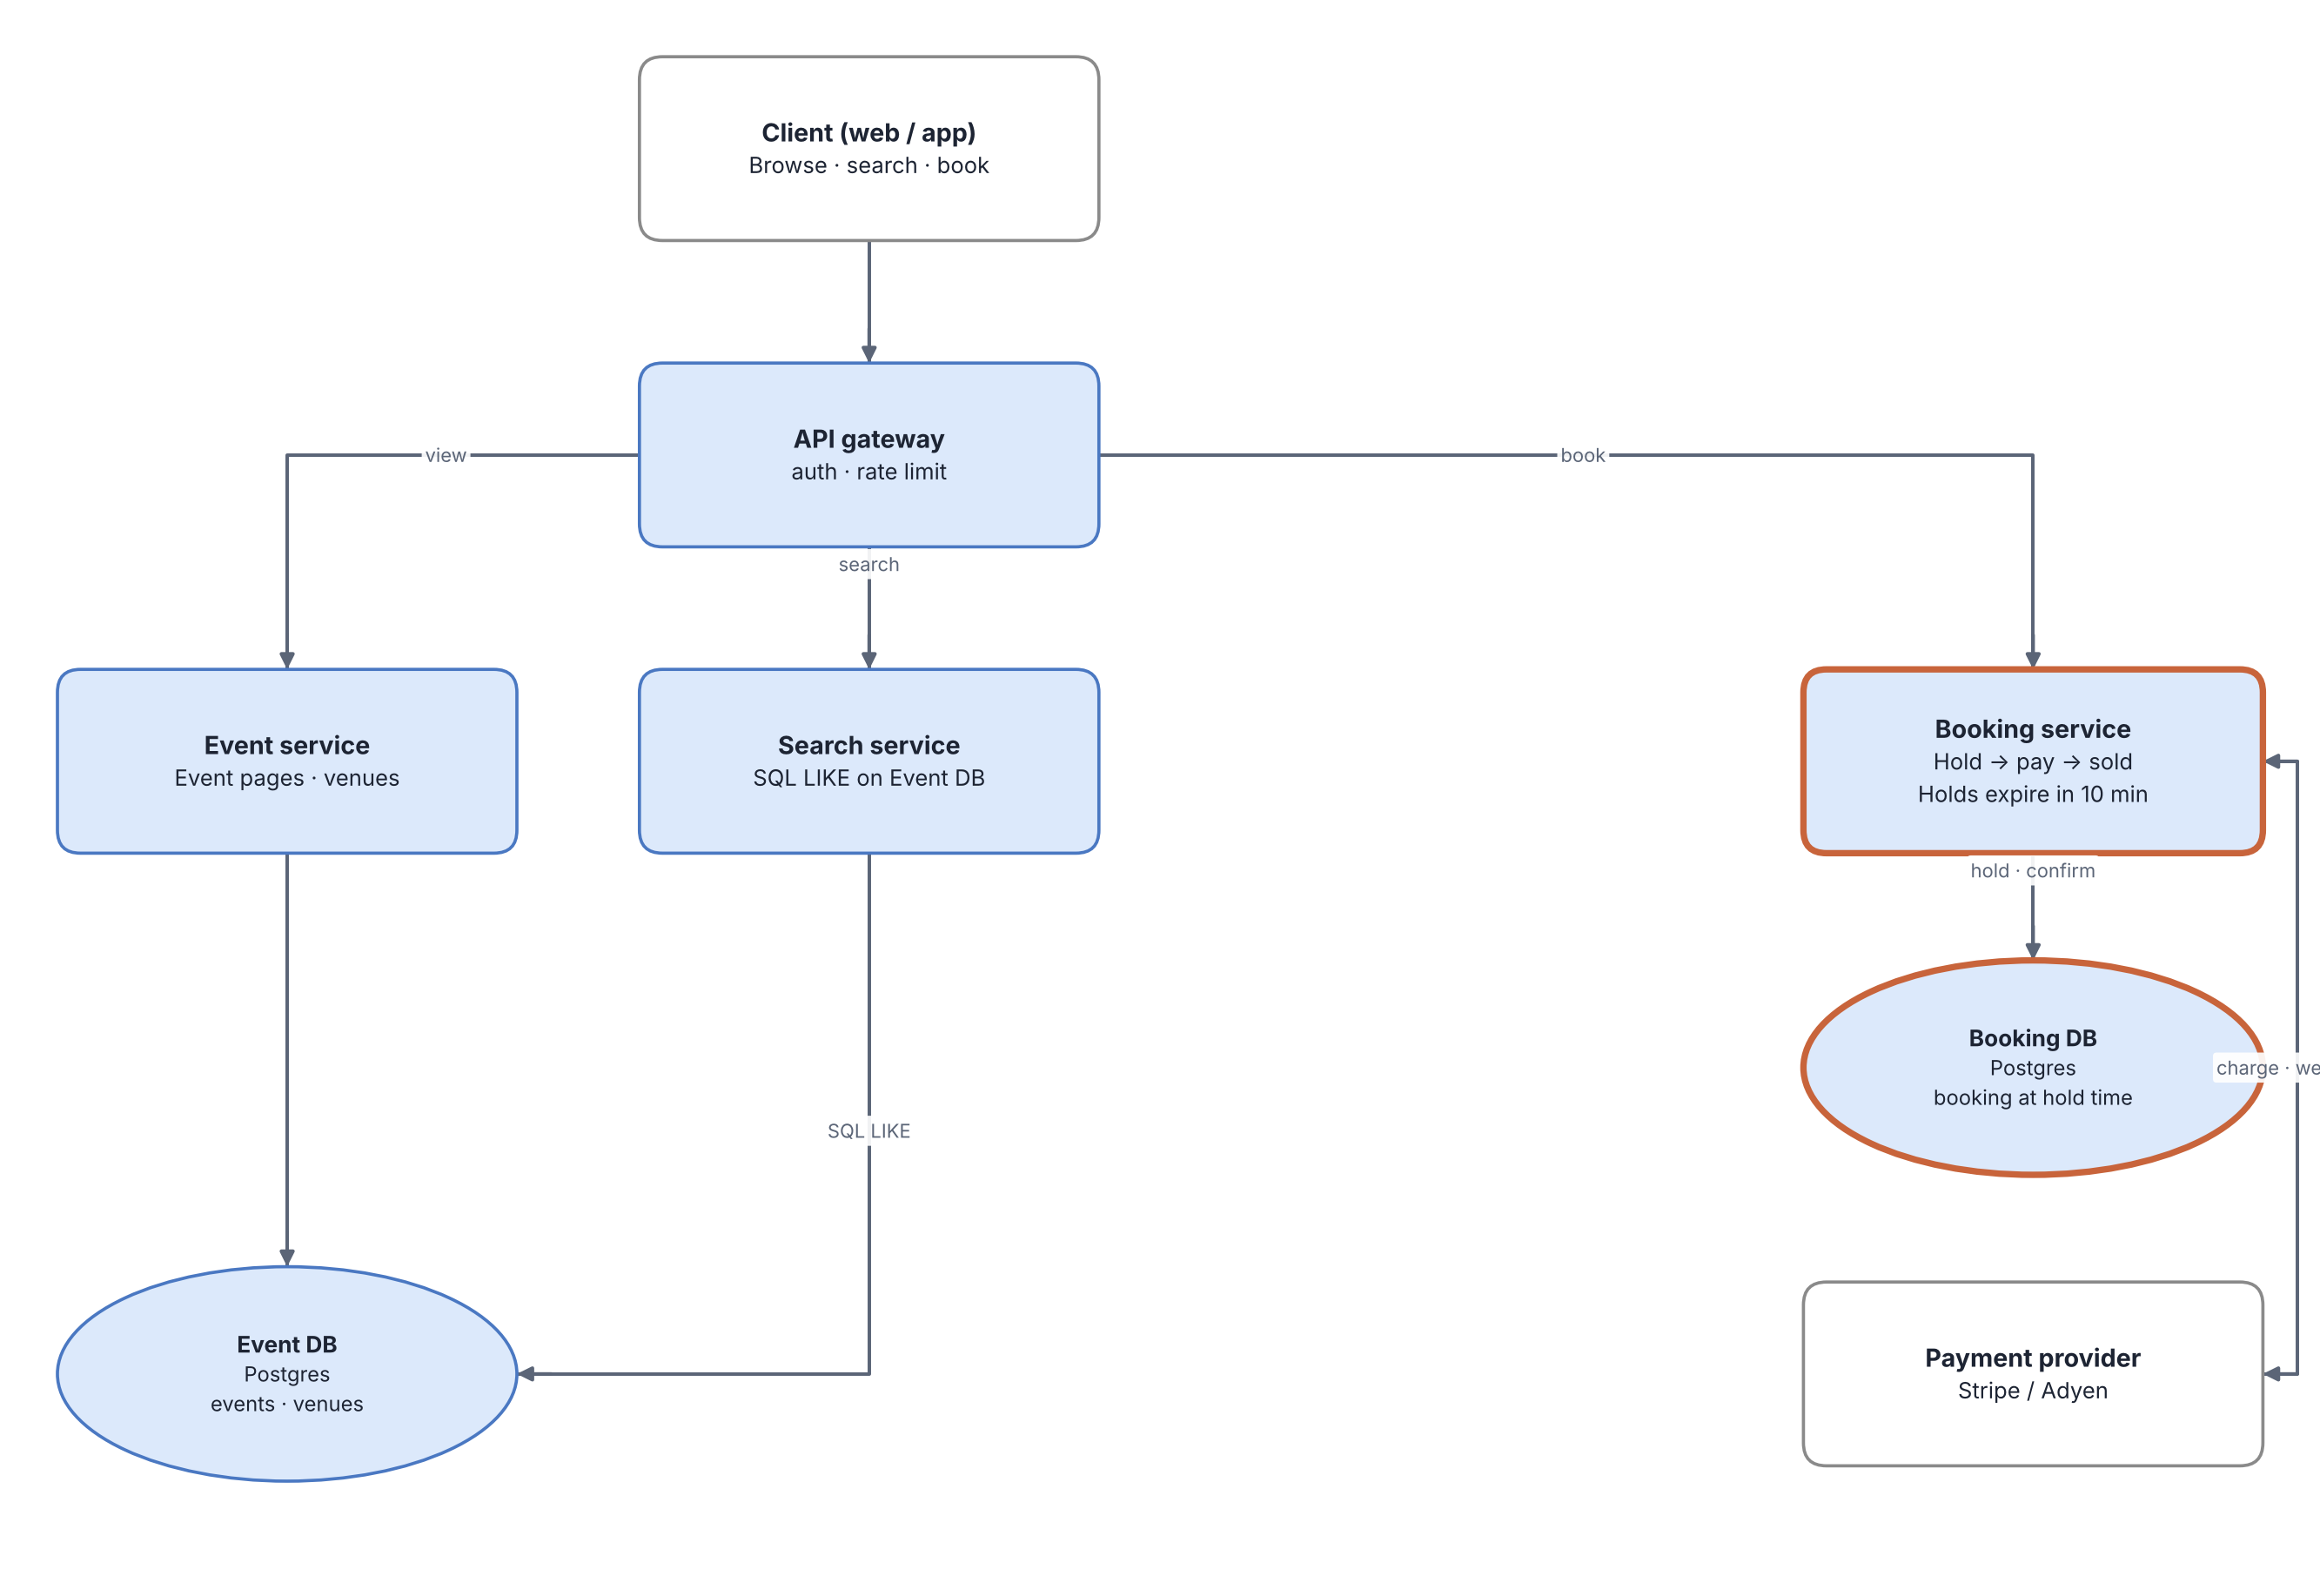 Client (web / app)
Browse · search · book
API gateway
auth · rate limit
view
book
search
Event service
Event pages · venues
Search service
SQL LIKE on Event DB
Booking service
Hold → pay → sold
Holds expire in 10 min
hold · confirm
Booking DB
Postgres
booking at hold time
charge ·
SQL LIKE
Event DB
Postgres
events · venues
Payment provider
Stripe / Adyen